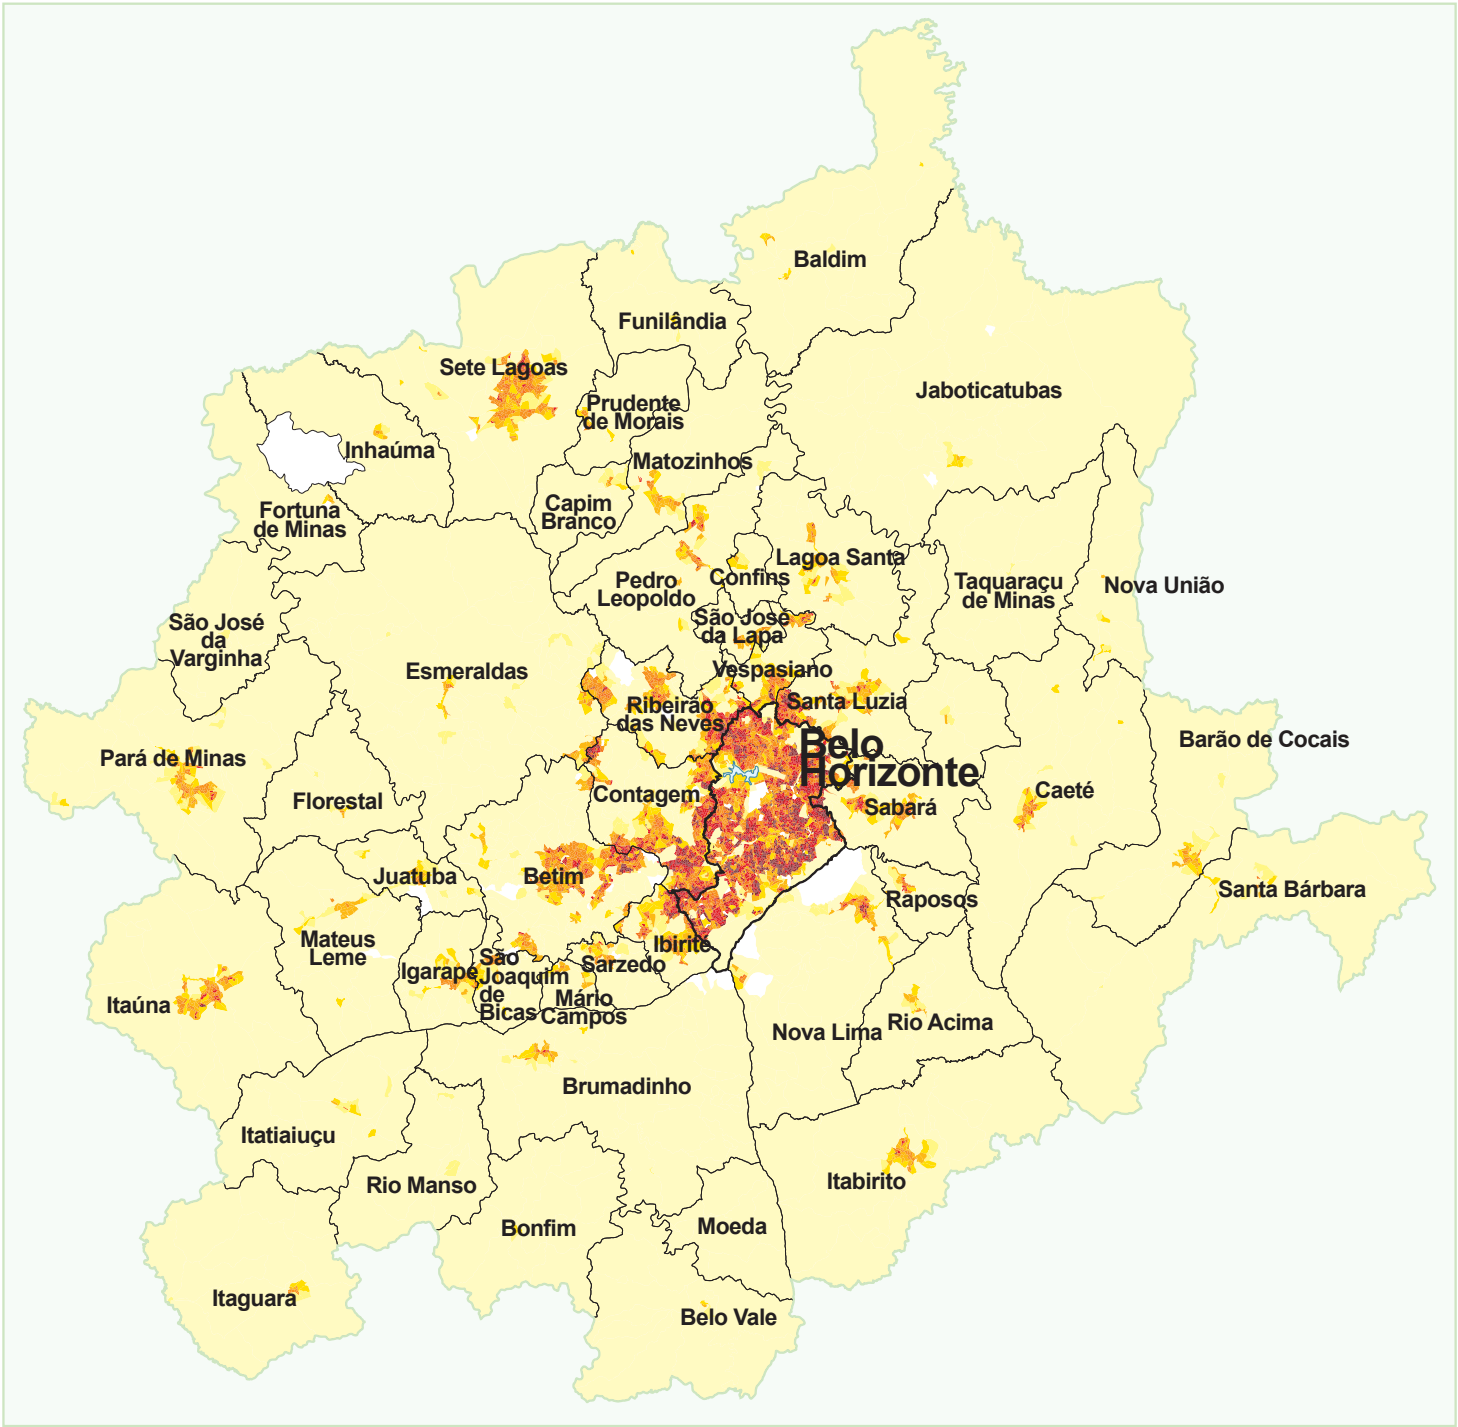 Baldim
Funilândia
Sete Lagoas
Jaboticatubas
Prudente
de Morais
Inhaúma
Matozinhos
Capim
Branco
Fortuna
de Minas
Lagoa Santa
Confins
Pedro
Leopoldo
Taquaraçu
de Minas
Nova União
São José
da
Varginha
São José
da Lapa
Esmeraldas
Vespasiano
Santa Luzia
Ribeirão
das Neves
Belo
Horizonte
Barão de Cocais
Pará de Minas
Florestal
Contagem
Caeté
Sabará
Juatuba
Betim
Santa Bárbara
Raposos
Mateus
Leme
Ibirité
Igarapé
São
Joaquim
de
Bicas
Sarzedo
Mário
Campos
Itaúna
Nova Lima
Rio Acima
Brumadinho
Itatiaiuçu
Rio Manso
Itabirito
Bonfim
Moeda
Itaguara
Belo Vale